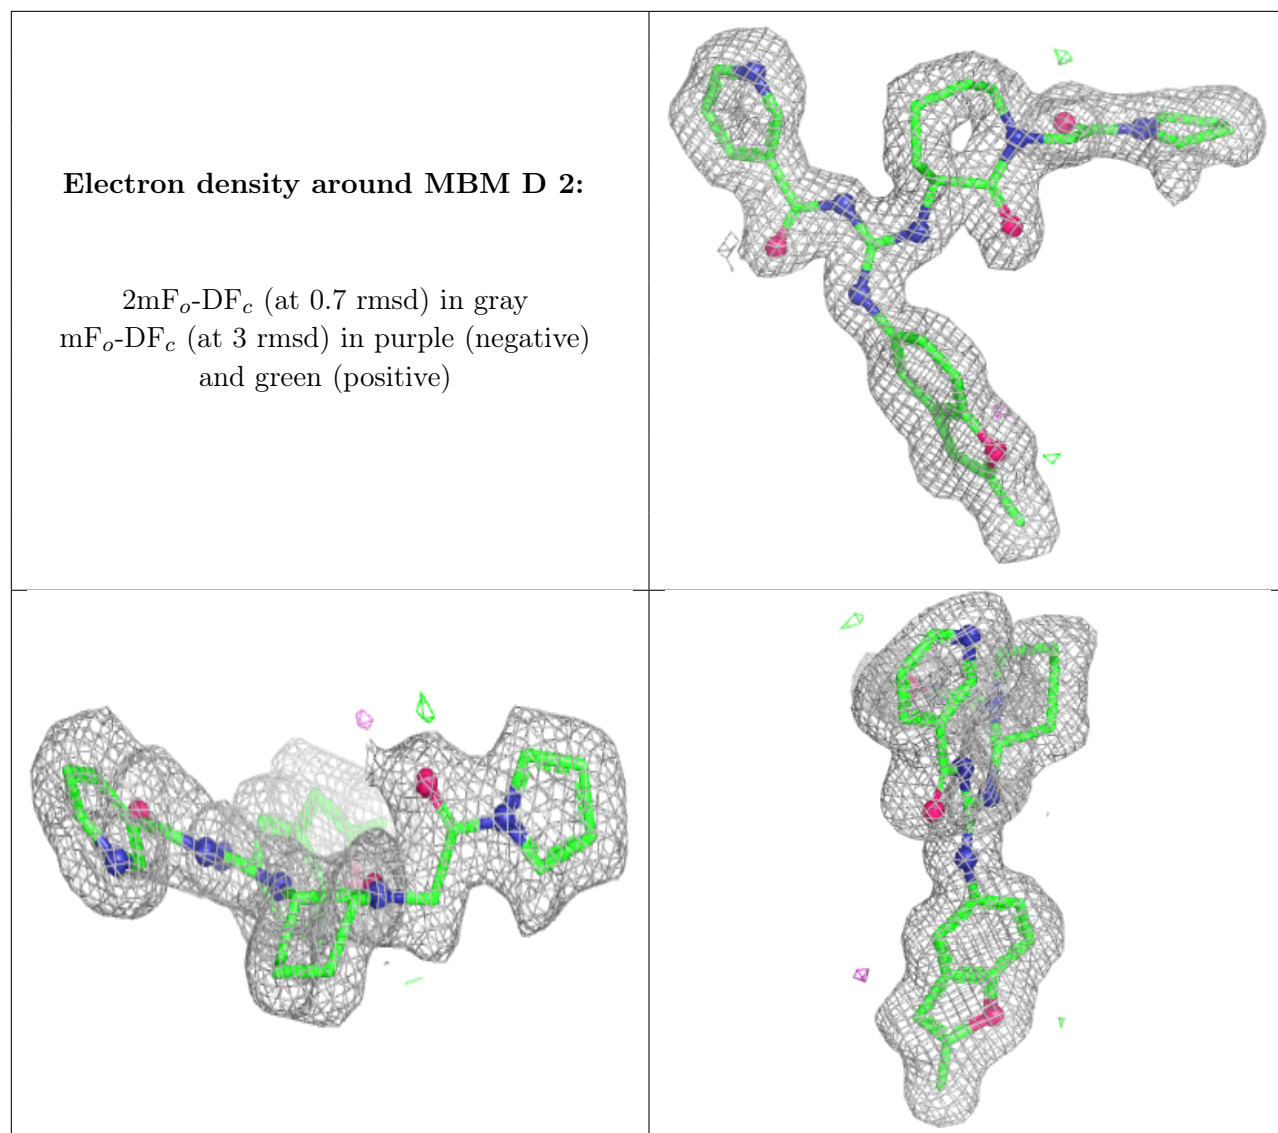 Electron density around MBM D 2:
2mFo-DFc (at 0.7 rmsd) in gray
mFo-DFc (at 3 rmsd) in purple (negative)
and green (positive)